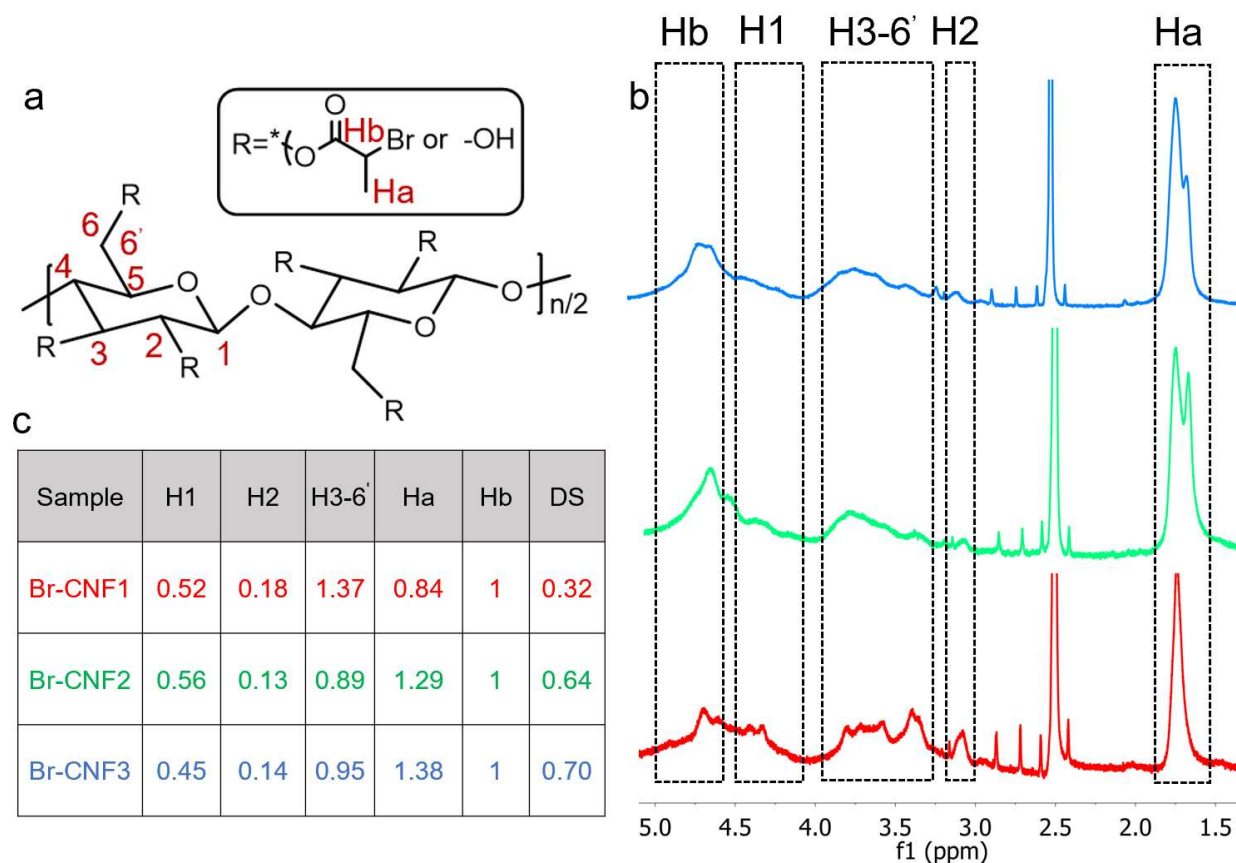 a
O
R=*
O
Hb
Br or -OH
Ha
R
6
6'
4
5
O
R
3
2
R
1
O
R
R
O
O
R
n/2
c
Sample H1 H2 H3-6' Ha Hb DS
Br-CNF1 0.52 0.18 1.37 0.84 1 0.32
Br-CNF2 0.56 0.13 0.89 1.29 1 0.64
Br-CNF3 0.45 0.14 0.95 1.38 1 0.70
b
Hb H1 H3-6' H2 Ha
5.0 4.5 4.0 3.5 3.0 2.5 2.0 1.5
f1 (ppm)